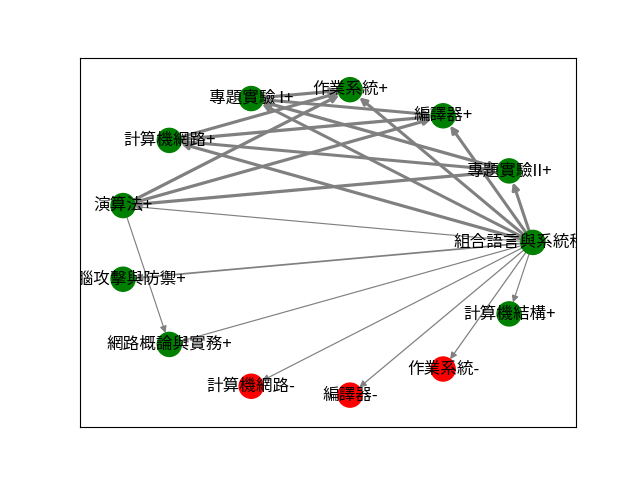 作業系統+
專題實驗 I+
編譯器+
計算機網路+
專題實驗II+
演算法+
組合語言與系統程
腦攻擊與防禦+
計算機結構+
網路概論與實務+
作業系統-
計算機網路-
編譯器-